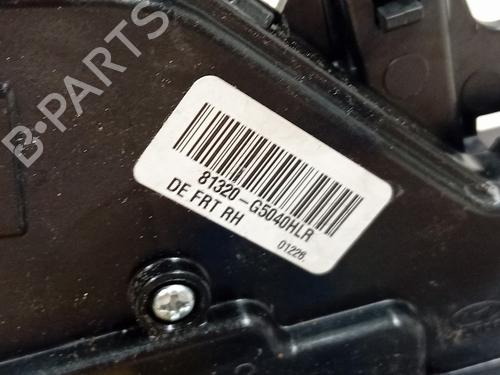 B-PARTS
81320-G5040HLR
DE FRT RH
01226.